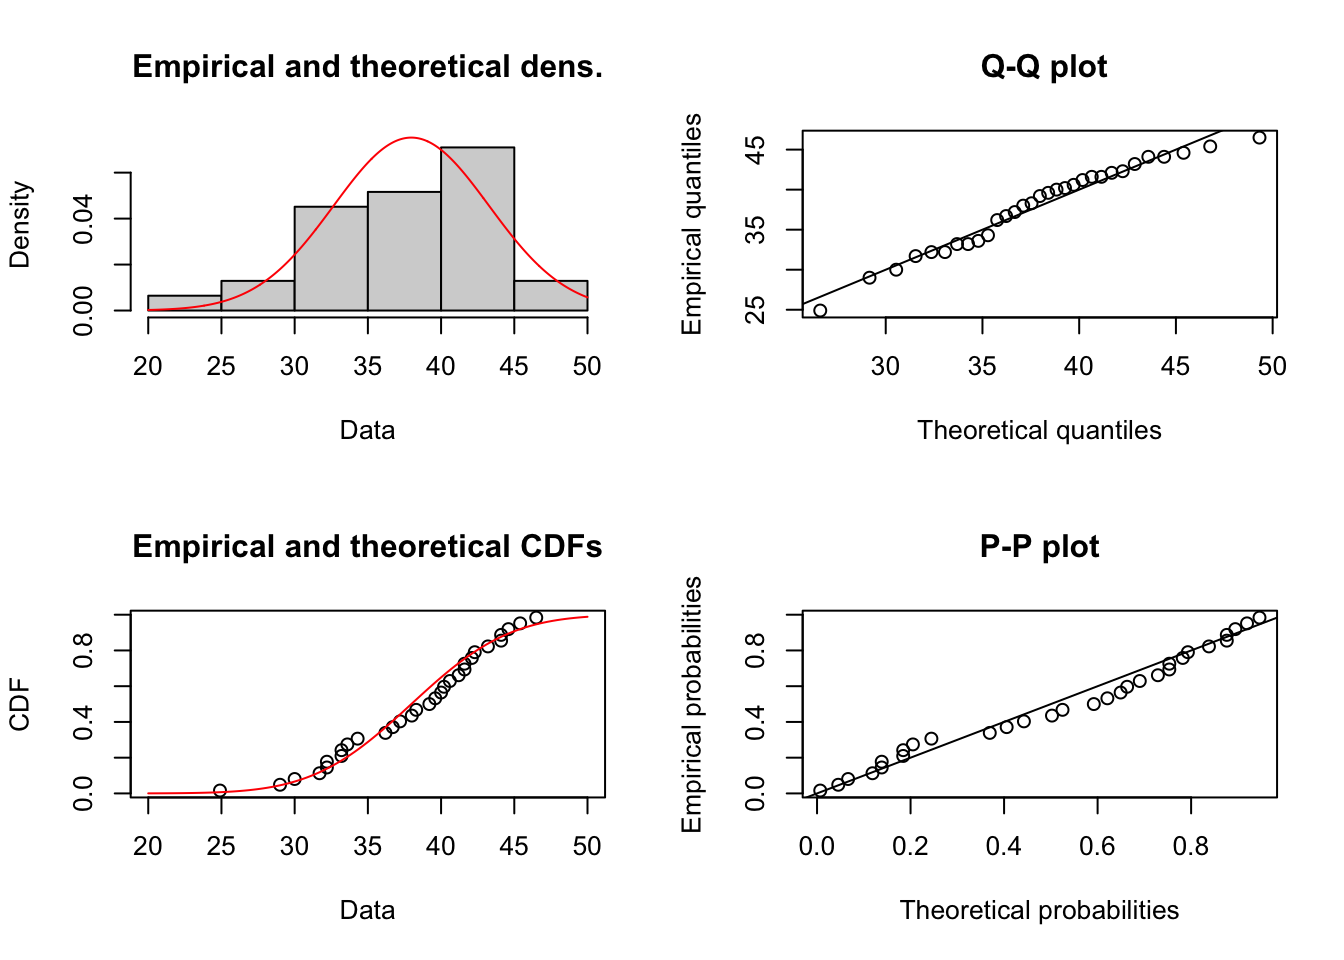 Empirical and theoretical dens.
Density
0.00 0.04
20 25 30 35 40 45 50
Data
Q-Q plot
Empirical quantiles
25 35 45
30 35 40 45 50
Theoretical quantiles
Empirical and theoretical CDFs
CDF
0.0 0.4 0.8
20 25 30 35 40 45 50
Data
P-P plot
Empirical probabilities
0.0 0.4 0.8
0.0 0.2 0.4 0.6 0.8
Theoretical probabilities